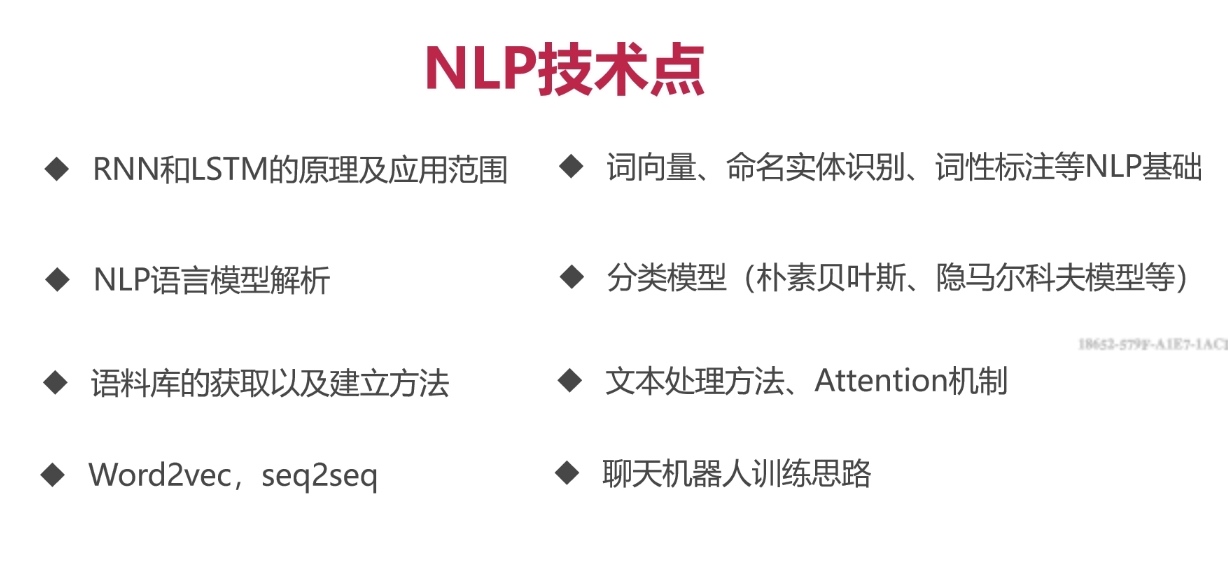 NLP技术点
RNN和LSTM的原理及应用范围
词向量、命名实体识别、词性标注等NLP基础
NLP语言模型解析
分类模型（朴素贝叶斯、隐马尔科夫模型等）
18652-579F-A1E7-1AC1
语料库的获取以及建立方法
文本处理方法、Attention机制
Word2vec，seq2seq
聊天机器人训练思路